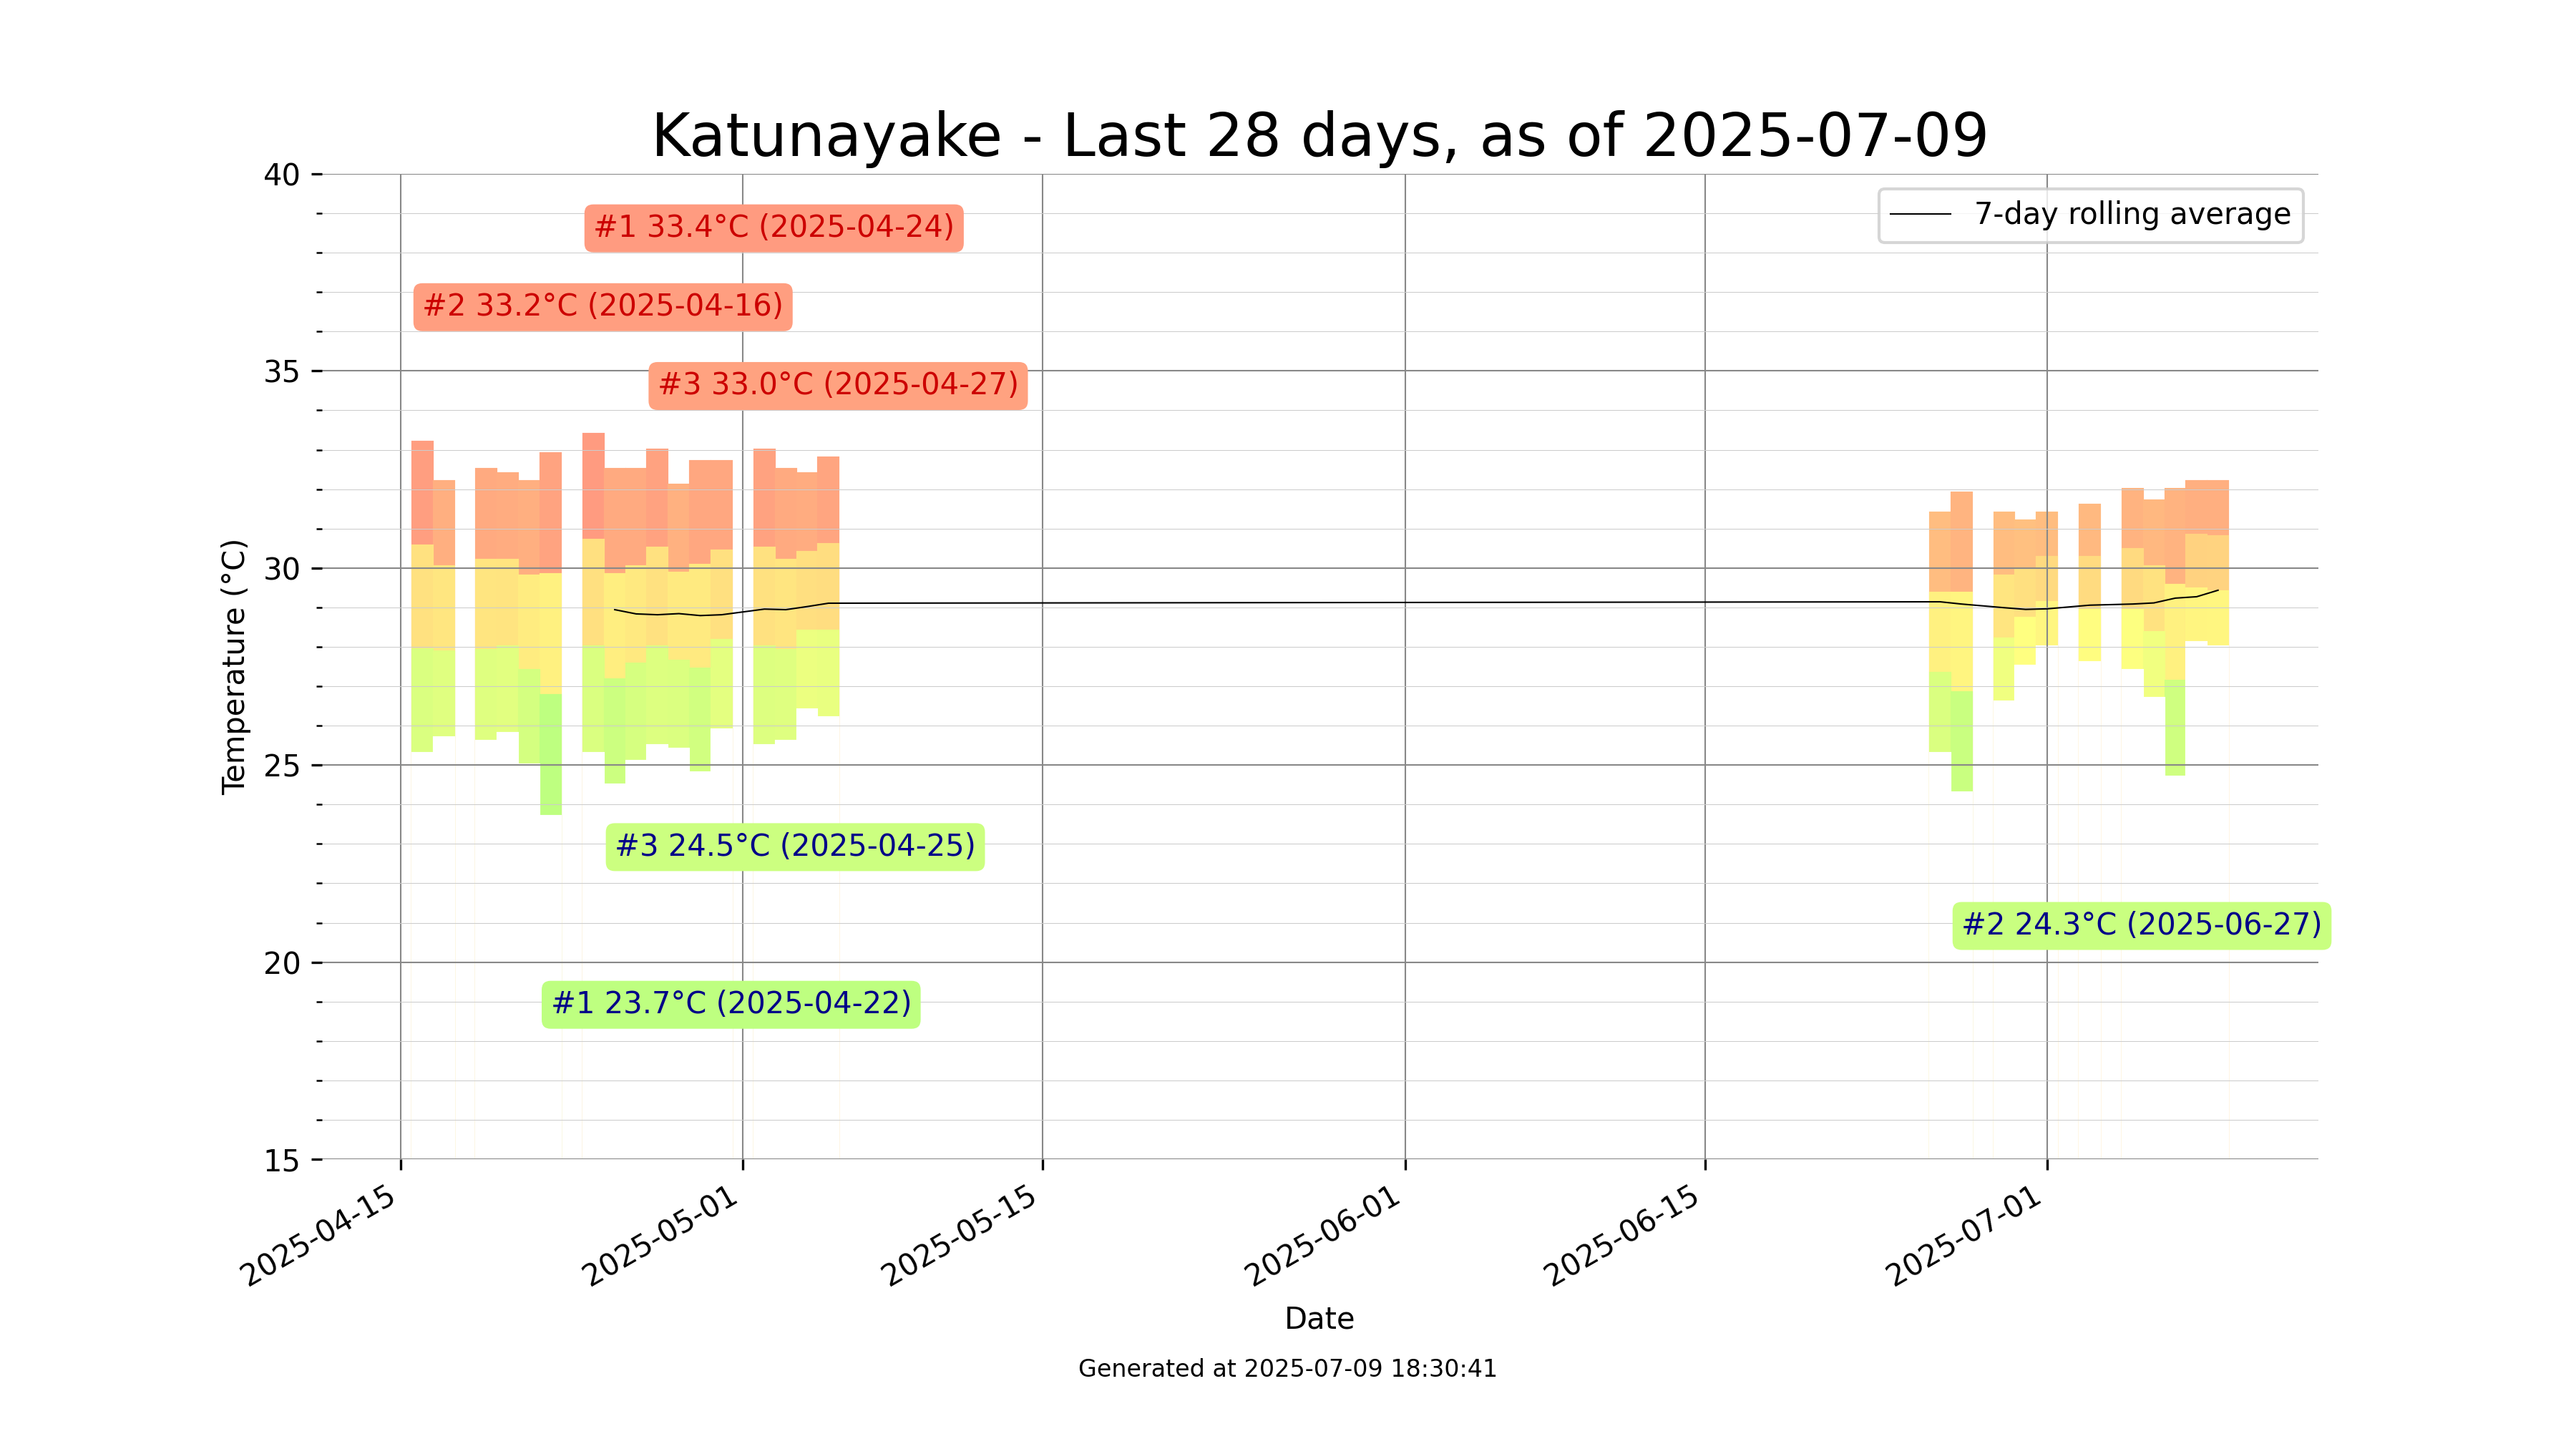 Katunayake - Last 28 days, as of 2025-07-09
40
35
30
25
20
15
Temperature (°C)
7-day rolling average
#1 33.4°C (2025-04-24)
#2 33.2°C (2025-04-16)
#3 33.0°C (2025-04-27)
#3 24.5°C (2025-04-25)
#2 24.3°C (2025-06-27)
#1 23.7°C (2025-04-22)
2025-04-15
2025-05-01
2025-05-15
2025-06-01
2025-06-15
2025-07-01
Date
Generated at 2025-07-09 18:30:41